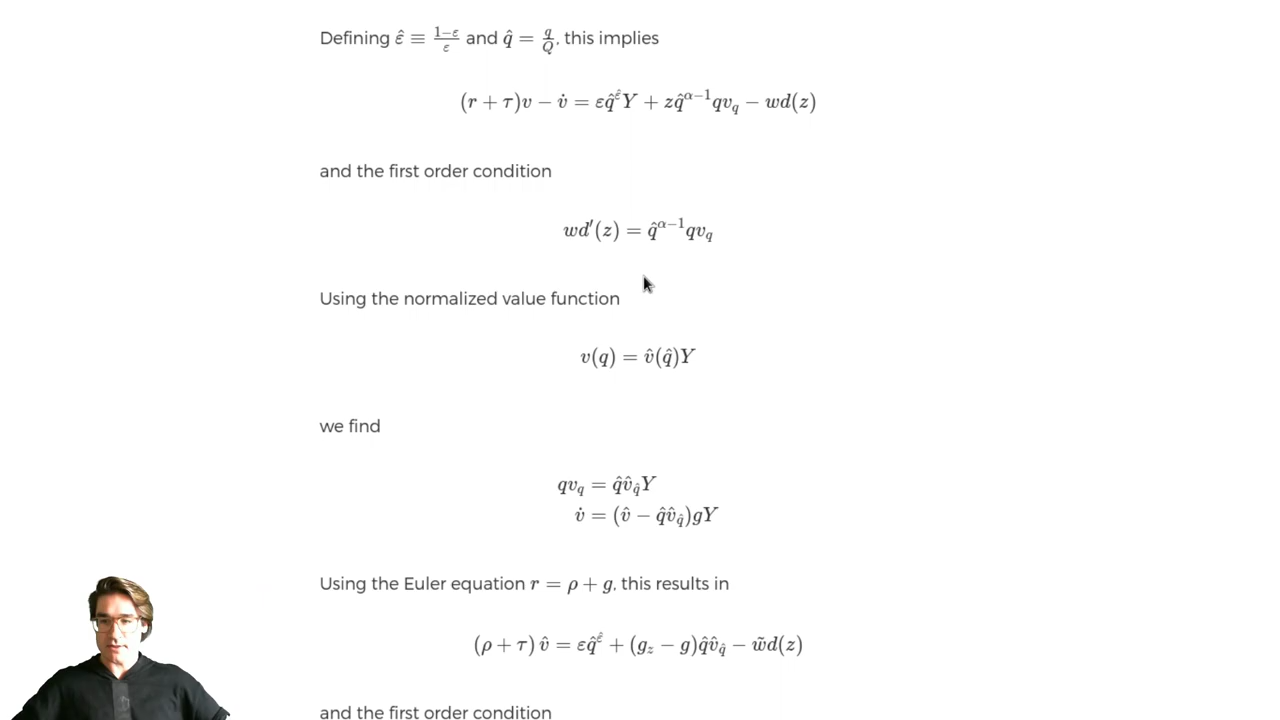 Defining ε̂ ≡ (1−ε)/ε and q̂ = q/Q, this implies
(r + τ)v − v̇ = εq̂^ε̂ Y + zq̂^(α−1) qv_q − wd(z)
and the first order condition
wd′(z) = q̂^(α−1) qv_q
Using the normalized value function
v(q) = v̂(q̂)Y
we find
qv_q = q̂v̂_q̂ Y
v̇ = (v̂ − q̂v̂_q̂)gY
Using the Euler equation r = ρ + g, this results in
(ρ + τ) v̂ = εq̂^ε̂ + (g_z − g)q̂v̂_q̂ − w̃d(z)
and the first order condition